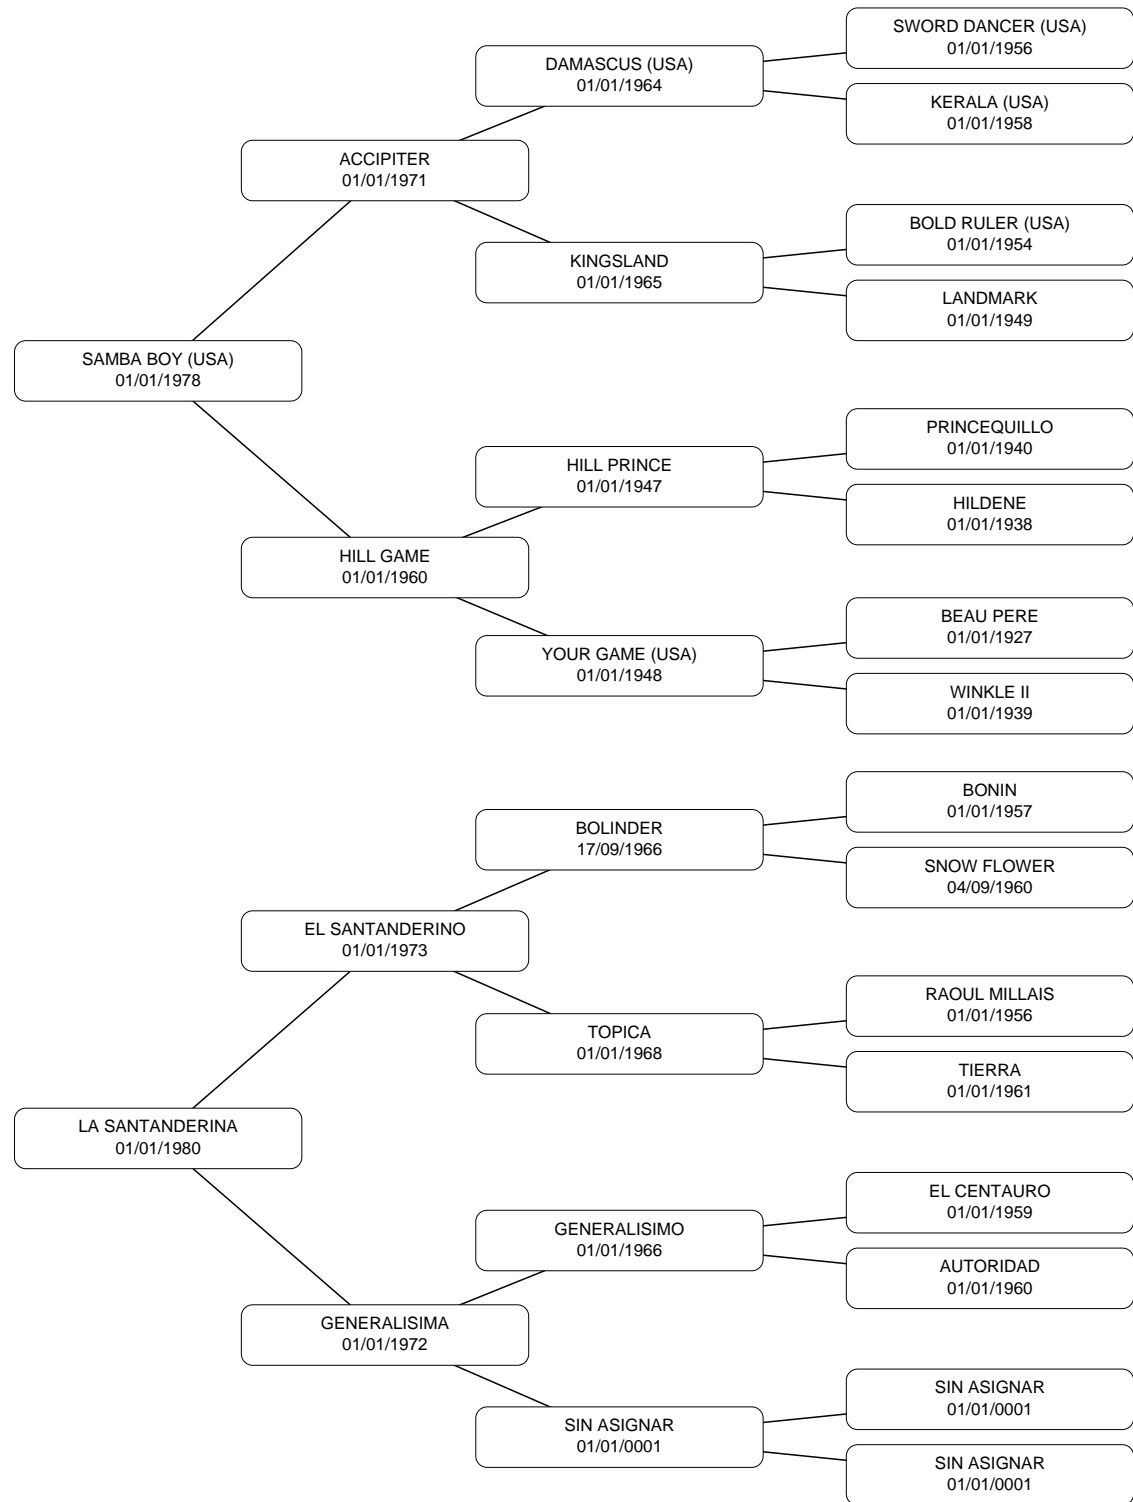 SWORD DANCER (USA)
01/01/1956
DAMASCUS (USA)
01/01/1964
KERALA (USA)
01/01/1958
ACCIPITER
01/01/1971
BOLD RULER (USA)
01/01/1954
KINGSLAND
01/01/1965
LANDMARK
01/01/1949
SAMBA BOY (USA)
01/01/1978
PRINCEQUILLO
01/01/1940
HILL PRINCE
01/01/1947
HILDENE
01/01/1938
HILL GAME
01/01/1960
BEAU PERE
01/01/1927
YOUR GAME (USA)
01/01/1948
WINKLE II
01/01/1939
BONIN
01/01/1957
BOLINDER
17/09/1966
SNOW FLOWER
04/09/1960
EL SANTANDERINO
01/01/1973
RAOUL MILLAIS
01/01/1956
TOPICA
01/01/1968
TIERRA
01/01/1961
LA SANTANDERINA
01/01/1980
EL CENTAURO
01/01/1959
GENERALISIMO
01/01/1966
AUTORIDAD
01/01/1960
GENERALISIMA
01/01/1972
SIN ASIGNAR
01/01/0001
SIN ASIGNAR
01/01/0001
SIN ASIGNAR
01/01/0001